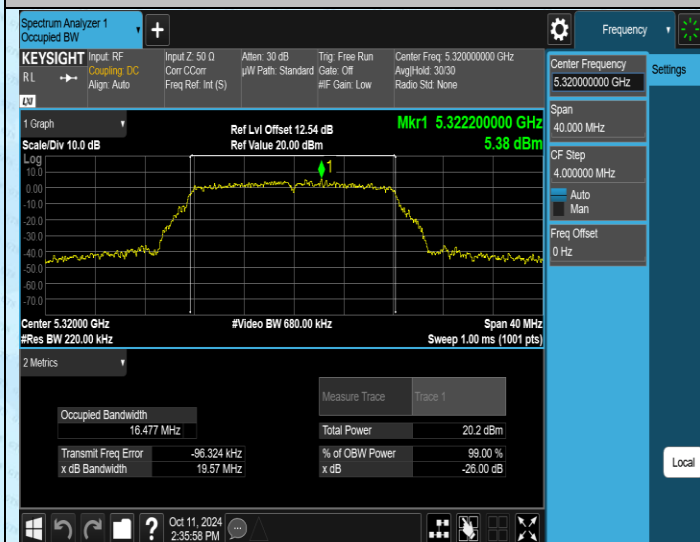 Spectrum Analyzer 1
Occupied BW
Frequency
KEYSIGHT
RL
LNI
Input: RF
Coupling: DC
Align: Auto
Input Z: 50 Ω
Corr CCorr
Freq Ref: Int (S)
Atten: 30 dB
µW Path: Standard
Trig: Free Run
Gate: Off
#IF Gain: Low
Center Freq: 5.320000000 GHz
Avg|Hold: 30/30
Radio Std: None
Center Frequency
5.320000000 GHz
Settings
Span
40.000 MHz
CF Step
4.000000 MHz
Auto
Man
Freq Offset
0 Hz
Local
1 Graph
Scale/Div 10.0 dB
Ref Lvl Offset 12.54 dB
Ref Value 20.00 dBm
Mkr1 5.322200000 GHz
5.38 dBm
Log
10.0
0.00
-10.0
-20.0
-30.0
-40.0
-50.0
-60.0
-70.0
1
Center 5.32000 GHz
#Res BW 220.00 kHz
#Video BW 680.00 kHz
Span 40 MHz
Sweep 1.00 ms (1001 pts)
2 Metrics
Measure Trace Trace 1
Occupied Bandwidth
16.477 MHz
Total Power 20.2 dBm
Transmit Freq Error -96.324 kHz
% of OBW Power 99.00 %
x dB Bandwidth 19.57 MHz
x dB -26.00 dB
Oct 11, 2024
2:35:58 PM